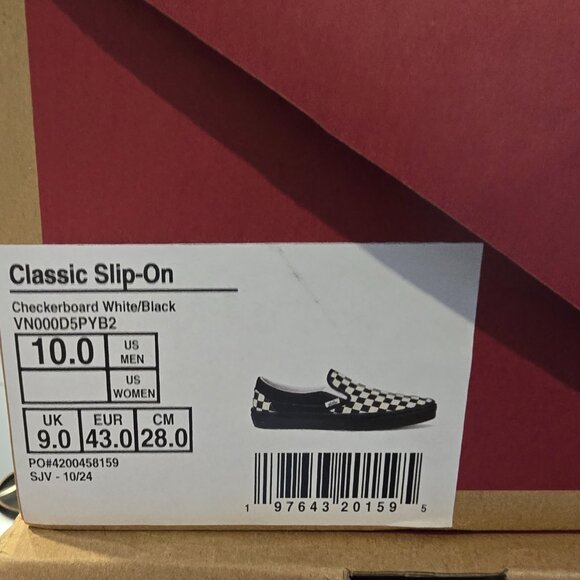 Classic Slip-On
Checkerboard White/Black
VN000D5PYB2
10.0 US MEN
US WOMEN
UK EUR CM
9.0 43.0 28.0
PO#4200458159
SJV - 10/24
1 97643 20159 5